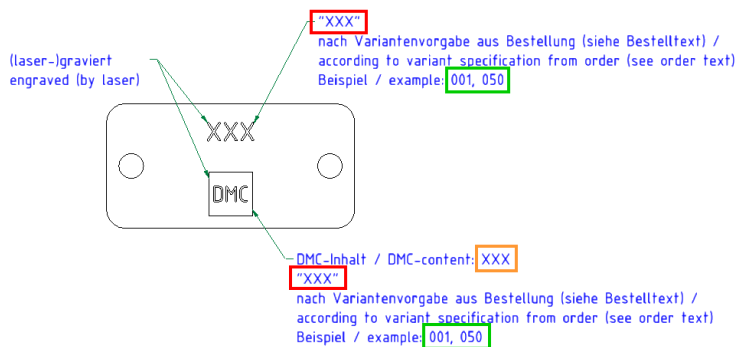 "XXX"
nach Variantenvorgabe aus Bestellung (siehe Bestelltext) /
according to variant specification from order (see order text)
Beispiel / example: 001, 050
(laser-)graviert
engraved (by laser)
XXX
DMC
DMC-Inhalt / DMC-content: XXX
"XXX"
nach Variantenvorgabe aus Bestellung (siehe Bestelltext) /
according to variant specification from order (see order text)
Beispiel / example: 001, 050